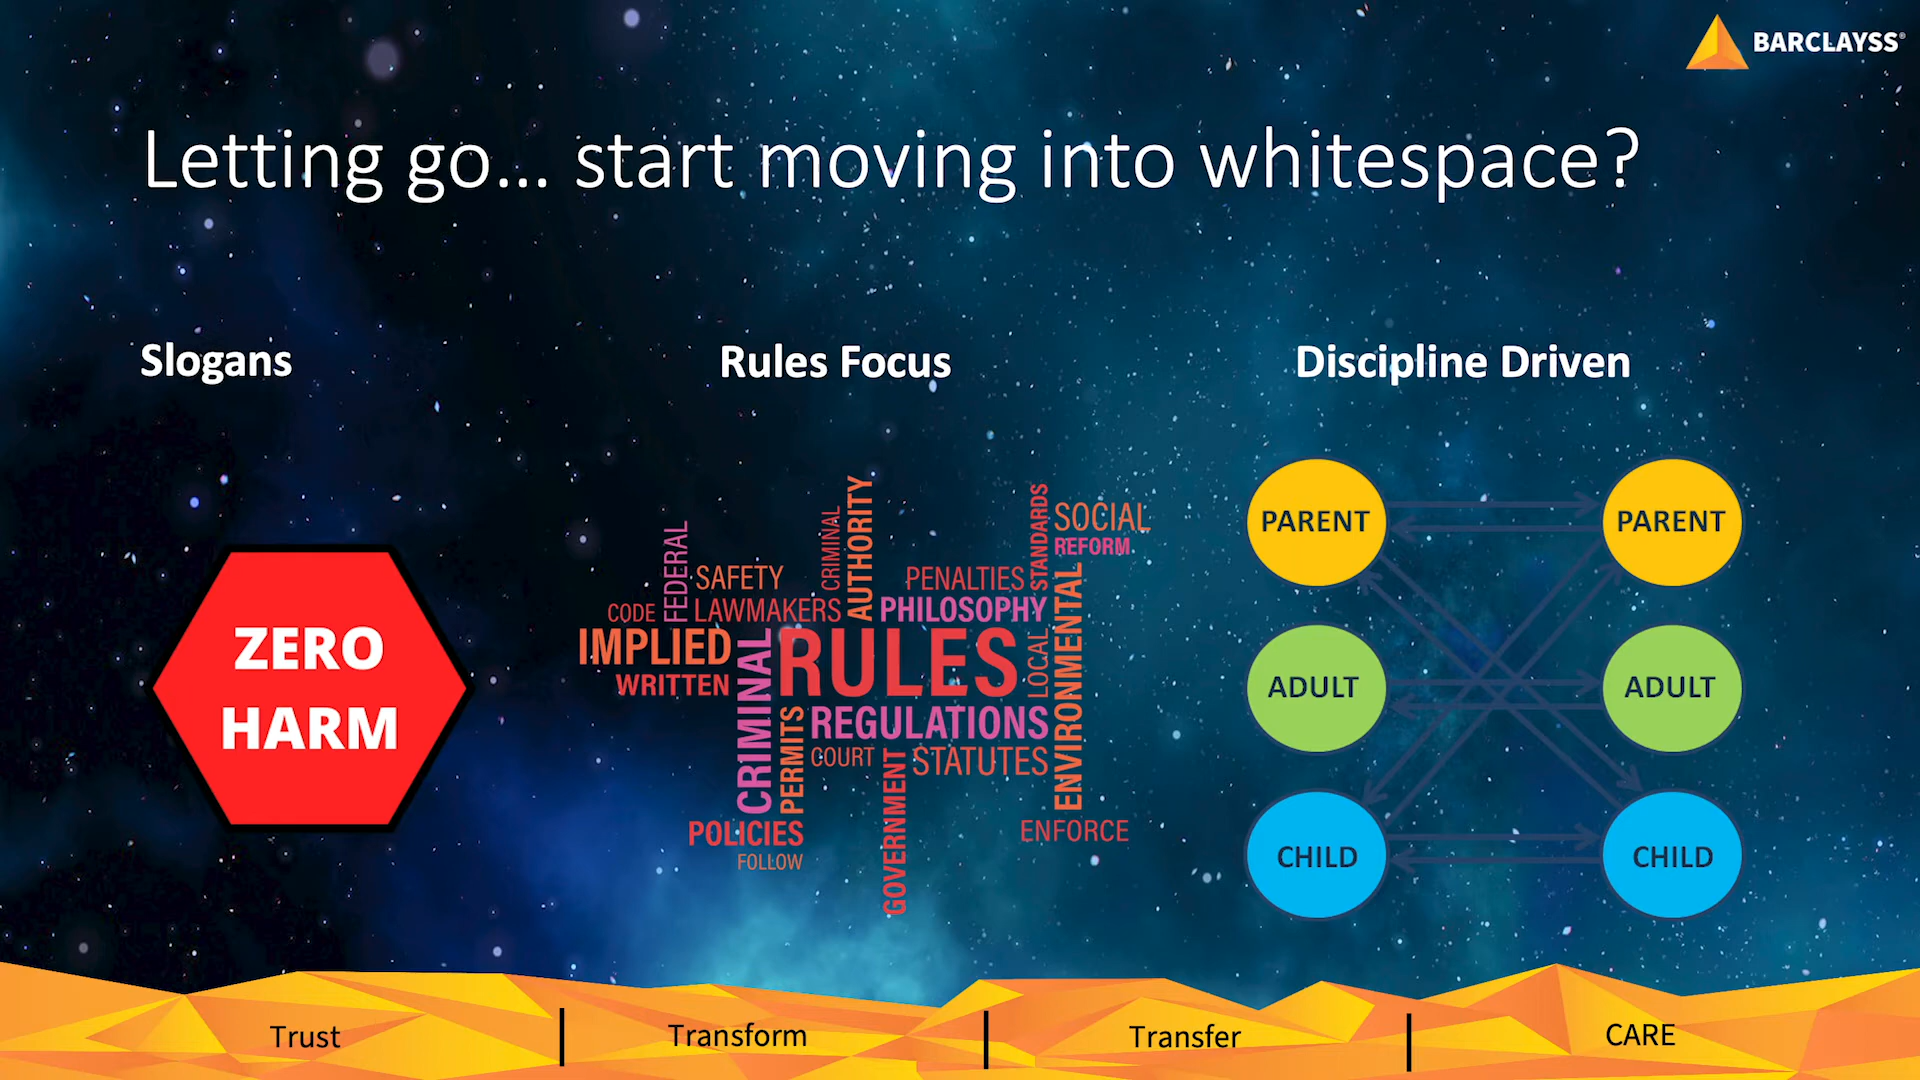 BARCLAYSS®
Letting go... start moving into whitespace?
Slogans
Rules Focus
Discipline Driven
ZERO
HARM
FEDERAL
SAFETY
CRIMINAL
AUTHORITY
PENALTIES
STANDARDS
SOCIAL
REFORM
CODE
LAWMAKERS
PHILOSOPHY
IMPLIED
WRITTEN
CRIMINAL
RULES
LOCAL
ENVIRONMENTAL
PERMITS
REGULATIONS
COURT
STATUTES
GOVERNMENT
POLICIES
FOLLOW
ENFORCE
PARENT
PARENT
ADULT
ADULT
CHILD
CHILD
Trust
Transform
Transfer
CARE